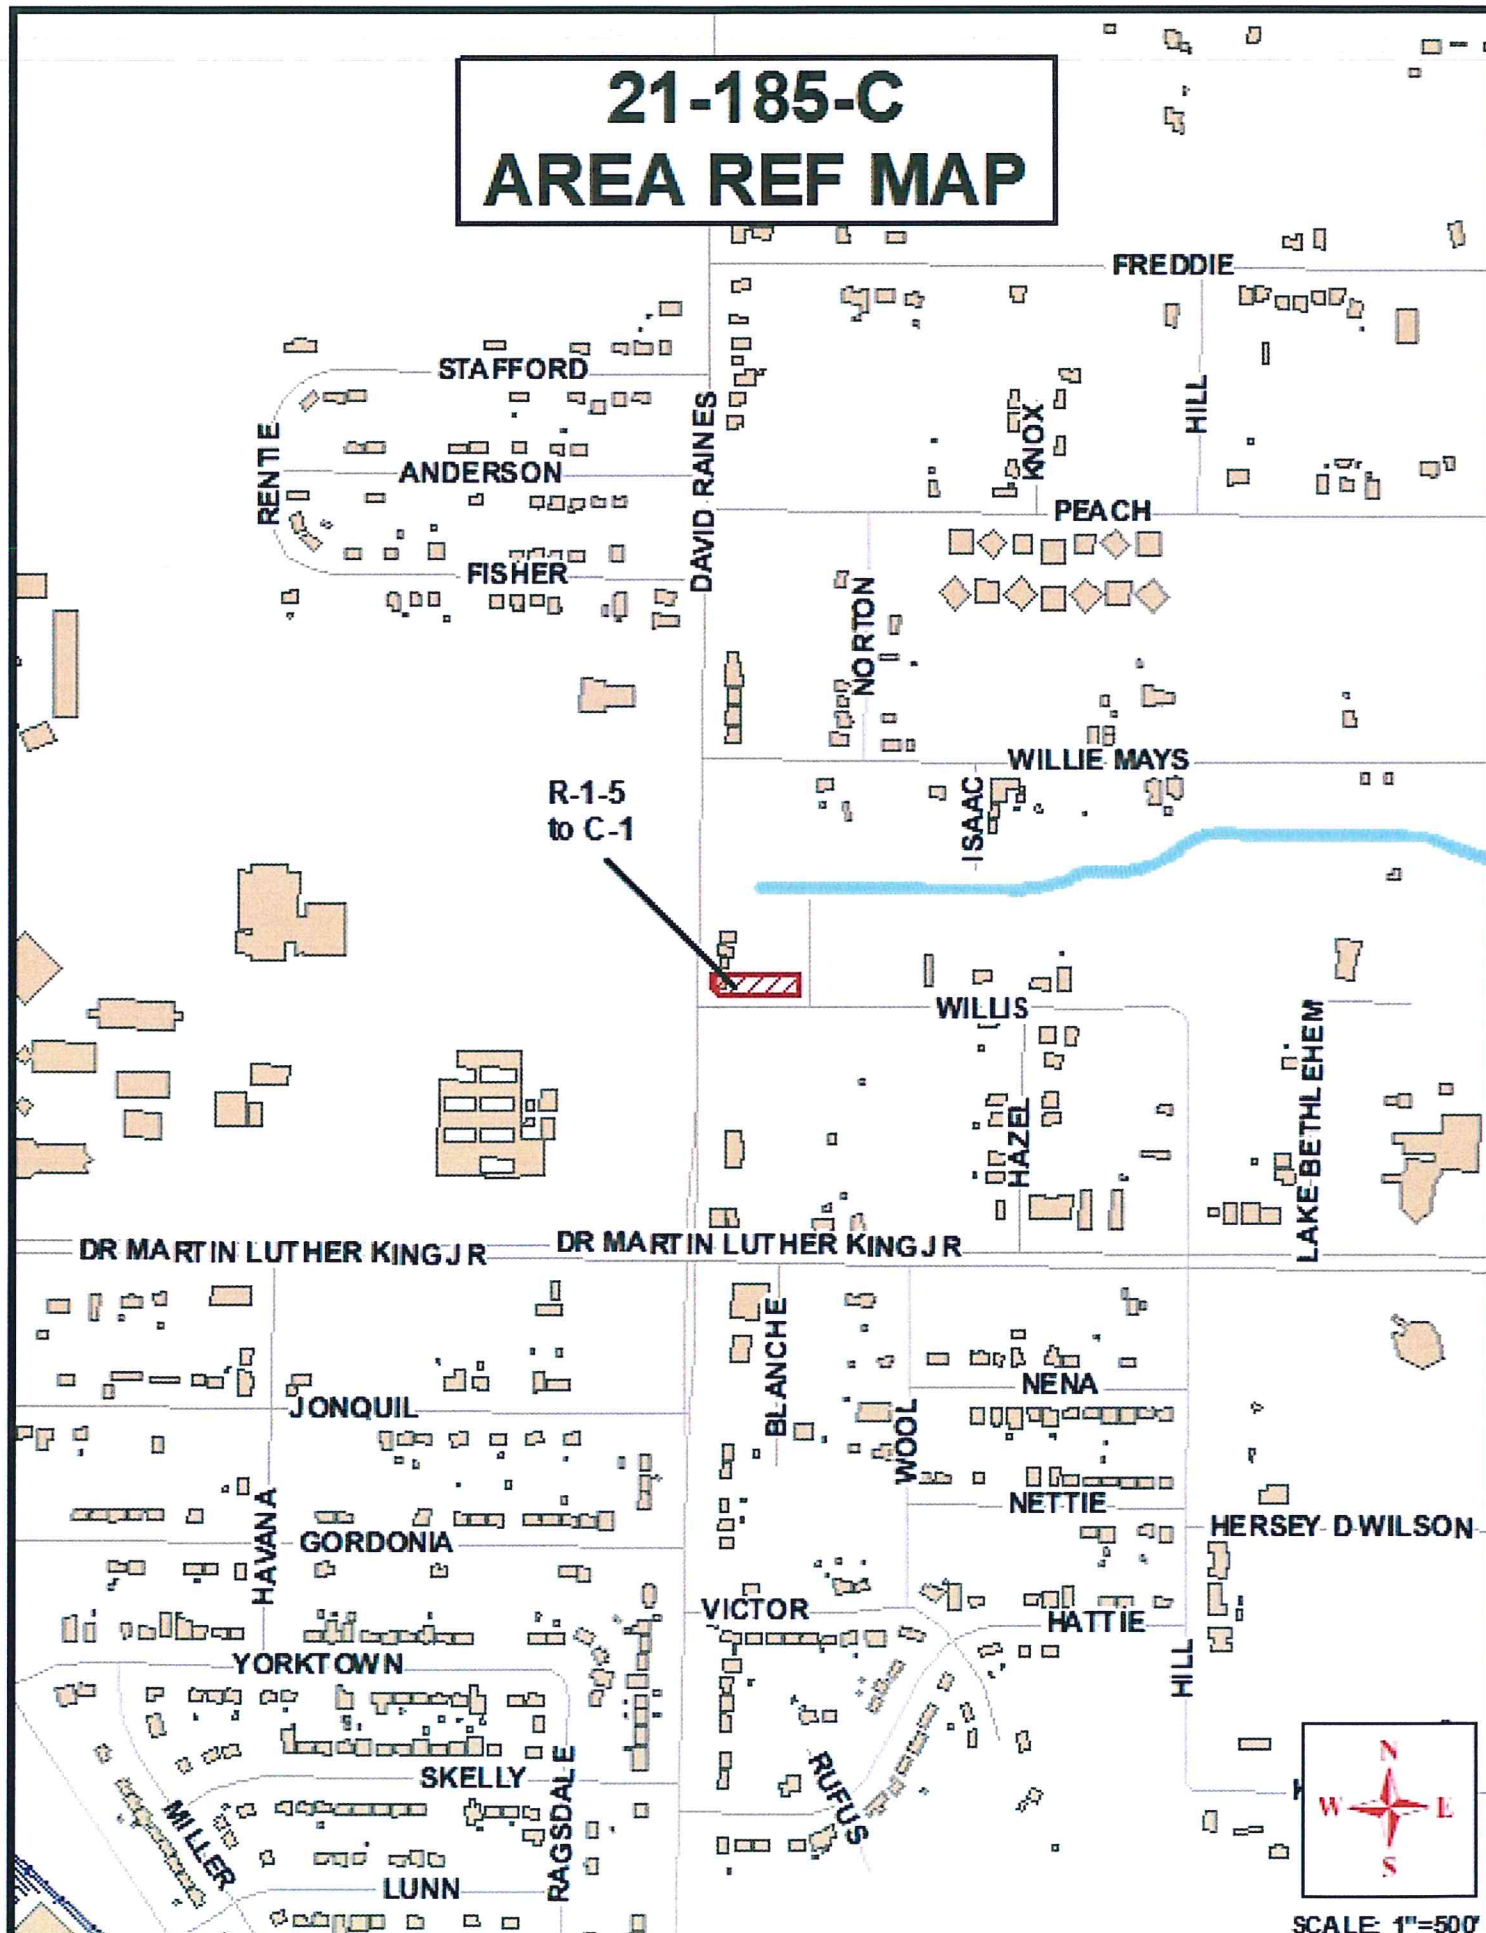 21-185-C
AREA REF MAP
FREDDIE
STAFFORD
RENTIE
ANDERSON
DAVID RAINES
KNOX
HILL
PEACH
FISHER
NORTON
WILLIE MAYS
R-1-5
to C-1
ISAAC
WILLIS
LAKE BETHLEHEM
HAZEL
DR MARTIN LUTHER KING JR
DR MARTIN LUTHER KING JR
BLANCHE
NENA
JONQUIL
WOOL
HAVANA
NETTIE
HERSEY D WILSON
GORDONIA
VICTOR
HATTIE
YORKTOWN
HILL
SKELLY
RAGSDALE
RUFUS
MILLER
LUNN
N
W E
S
SCALE: 1"=500'